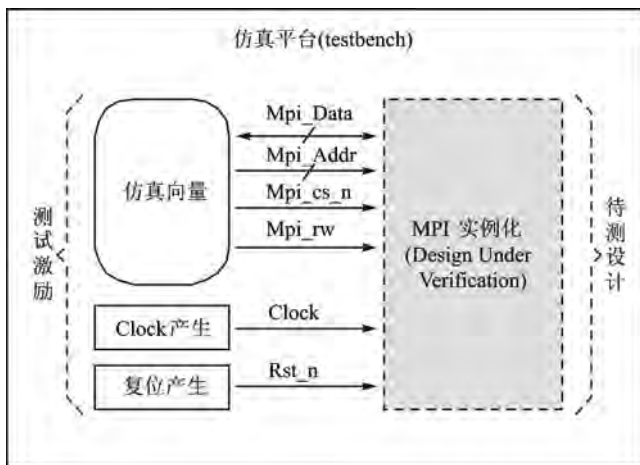 仿真平台(testbench)
测试激励
仿真向量
Mpi_Data
Mpi_Addr
Mpi_cs_n
Mpi_rw
Clock产生
Clock
复位产生
Rst_n
MPI 实例化
(Design Under
Verification)
待测设计